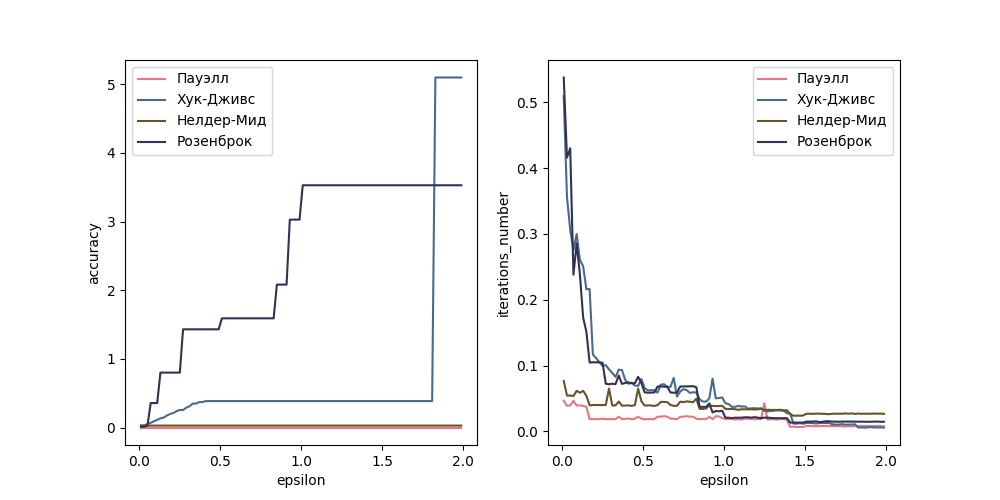 Пауэлл
Хук-Дживс
Нелдер-Мид
Розенброк
accuracy
5
4
3
2
1
0
0.0 0.5 1.0 1.5 2.0
epsilon
Пауэлл
Хук-Дживс
Нелдер-Мид
Розенброк
iterations_number
0.5
0.4
0.3
0.2
0.1
0.0
0.0 0.5 1.0 1.5 2.0
epsilon